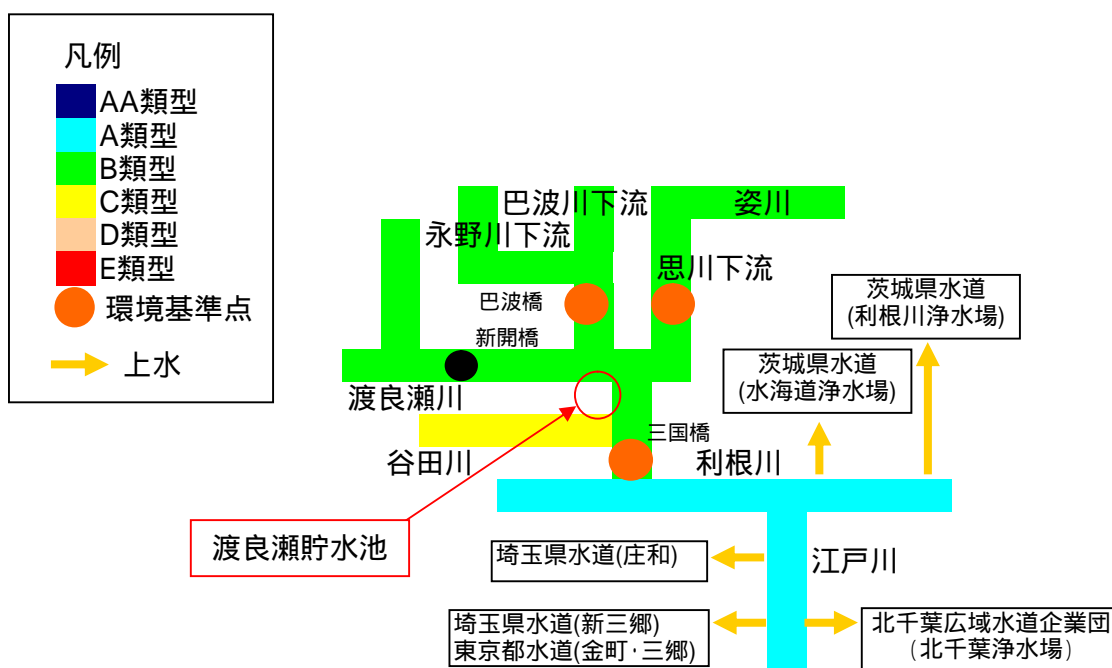 凡例
AA類型
A類型
B類型
C類型
D類型
E類型
環境基準点
上水
巴波川下流
姿川
永野川下流
思川下流
巴波橋
新開橋
渡良瀬川
三国橋
谷田川
利根川
渡良瀬貯水池
茨城県水道
(利根川浄水場)
茨城県水道
(水海道浄水場)
埼玉県水道(庄和)
江戸川
埼玉県水道(新三郷)
東京都水道(金町･三郷)
北千葉広域水道企業団
(北千葉浄水場)